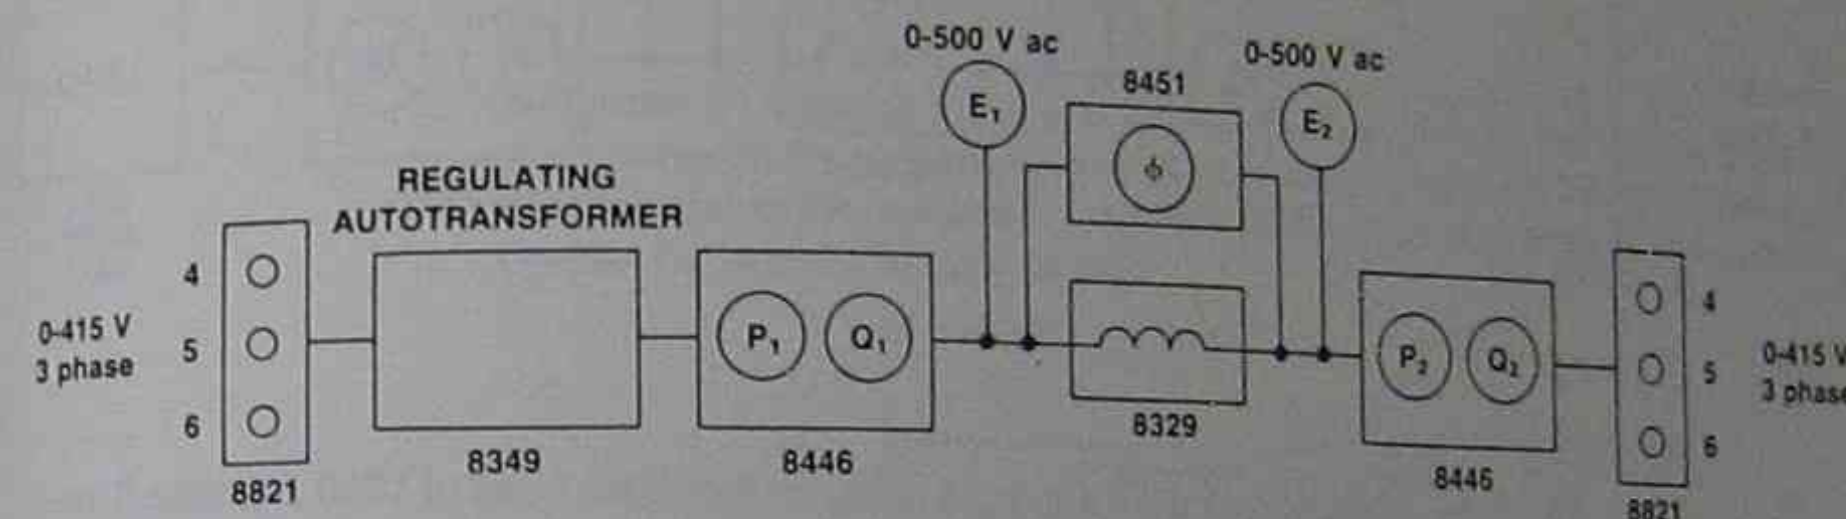 0-500 V ac
0-500 V ac
8451
E₁
E₂
ϕ
REGULATING
AUTOTRANSFORMER
4
5
6
0-415 V
3 phase
P₁
Q₁
P₂
Q₂
4
5
6
0-415 V
3 phase
8821
8349
8446
8329
8446
8821